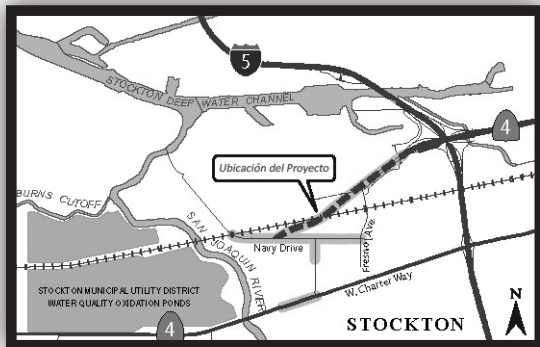 5
STOCKTON DEEP WATER CHANNEL
4
Ubicación del Proyecto
BURNS CUTOFF
SAN JOAQUIN RIVER
Navy Drive
Fresno Ave.
STOCKTON MUNICIPAL UTILITY DISTRICT
WATER QUALITY OXIDATION PONDS
W. Charter Way
4
STOCKTON
N